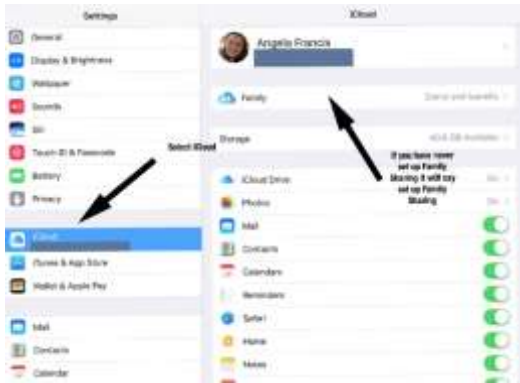 Settings
General
Display & Brightness
Wallpaper
Sounds
Siri
Touch ID & Passcode
Battery
Privacy
iCloud
iTunes & App Store
Wallet & Apple Pay
Mail
Contacts
Calendar
Select iCloud
iCloud
Angela Francis
Family
Storage
If you have never
set up Family
Sharing it will say
set up Family
Sharing
iCloud Drive
Photos
Mail
Contacts
Calendars
Reminders
Safari
Home
Notes